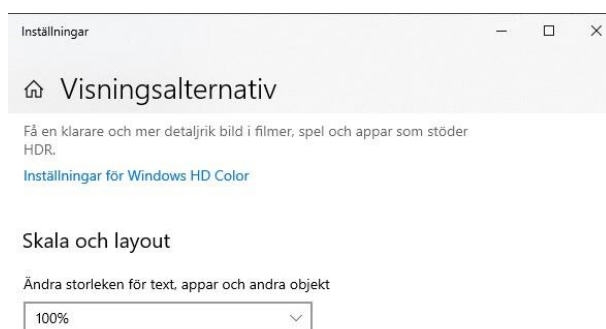 Inställningar
Visningsalternativ
Få en klarare och mer detaljrik bild i filmer, spel och appar som stöder
HDR.
Inställningar för Windows HD Color
Skala och layout
Ändra storleken för text, appar och andra objekt
100%